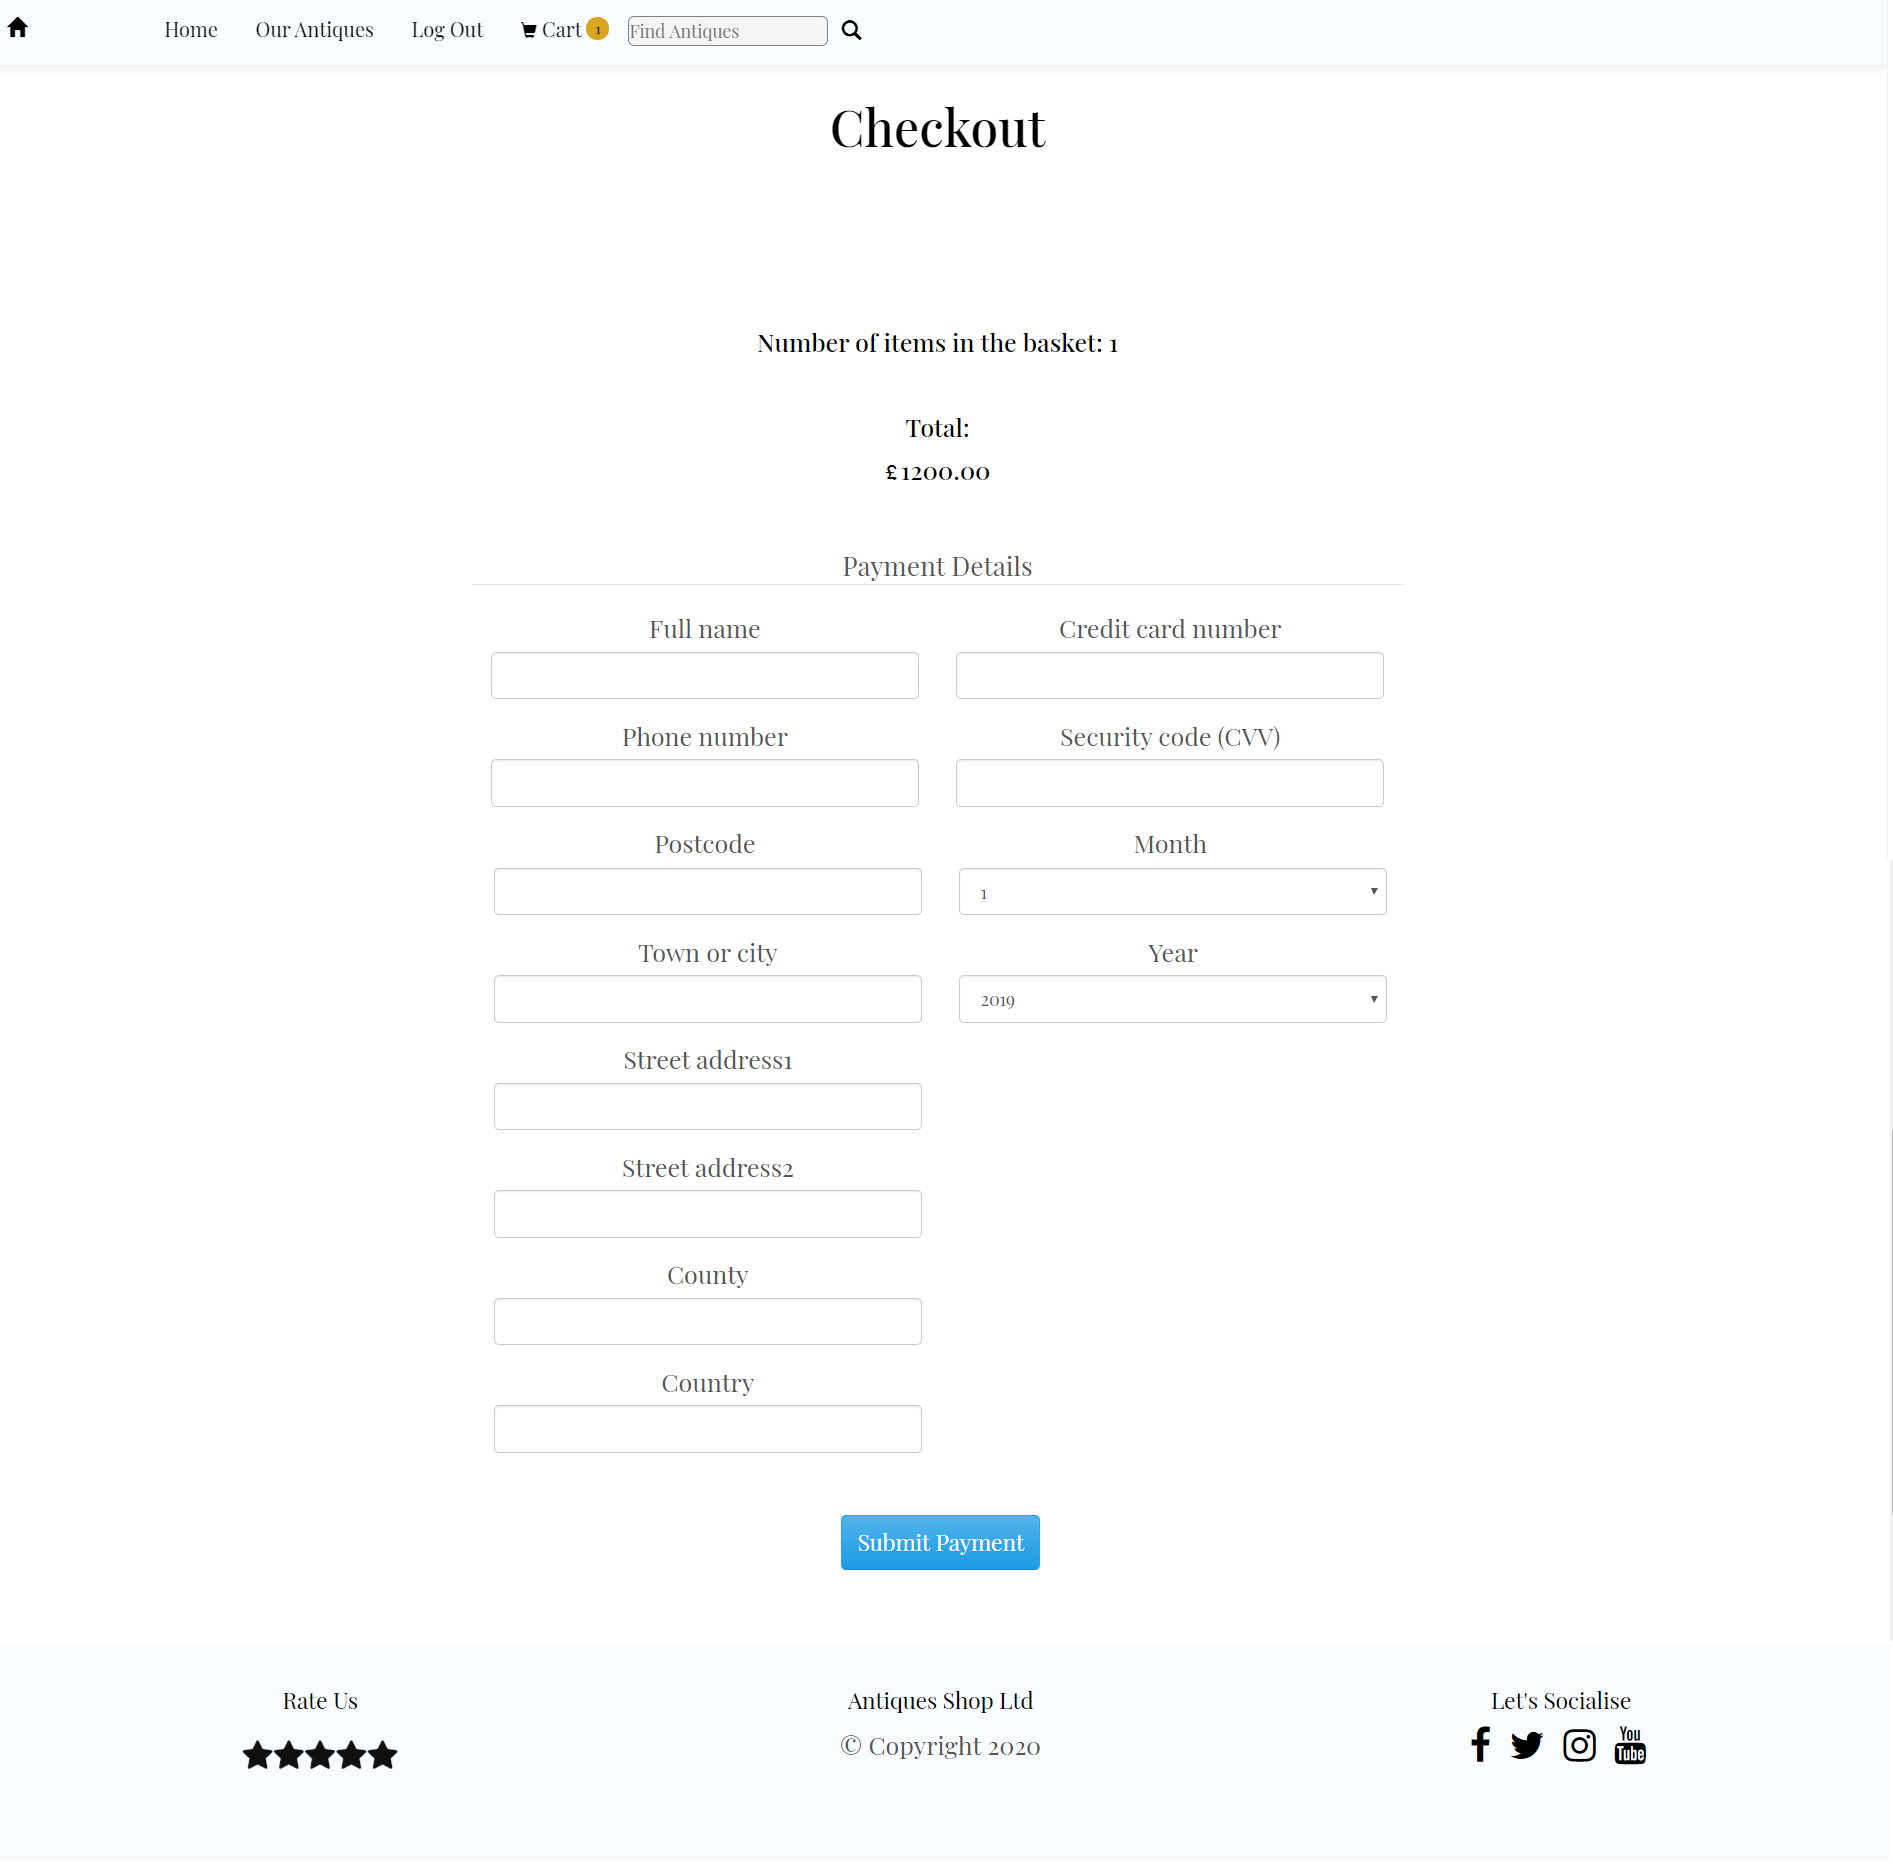 Home Our Antiques Log Out Cart 1 Find Antiques
Checkout
Number of items in the basket: 1
Total:
£1200.00
Payment Details
Full name
Credit card number
Phone number
Security code (CVV)
Postcode
Month
1
Town or city
Year
2019
Street address1
Street address2
County
Country
Submit Payment
Rate Us
Antiques Shop Ltd
© Copyright 2020
Let's Socialise
You
Tube